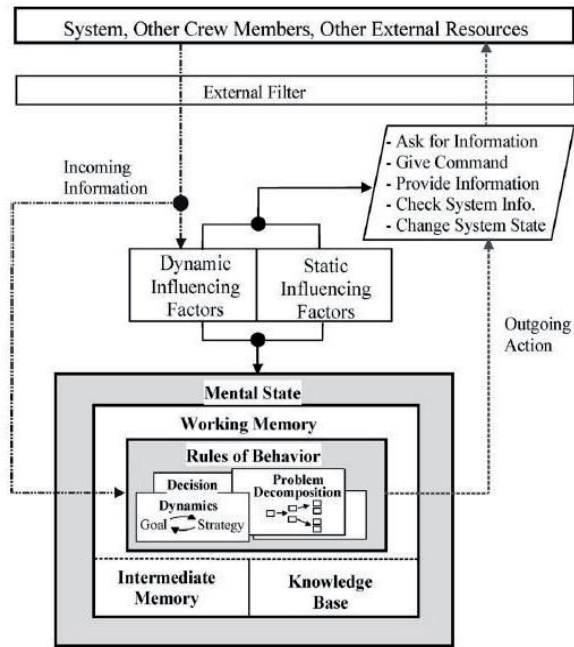 System, Other Crew Members, Other External Resources
External Filter
Incoming
Information
- Ask for Information
- Give Command
- Provide Information
- Check System Info.
- Change System State
Dynamic
Influencing
Factors
Static
Influencing
Factors
Outgoing
Action
Mental State
Working Memory
Rules of Behavior
Decision
Dynamics
Goal
Strategy
Problem
Decomposition
Intermediate
Memory
Knowledge
Base